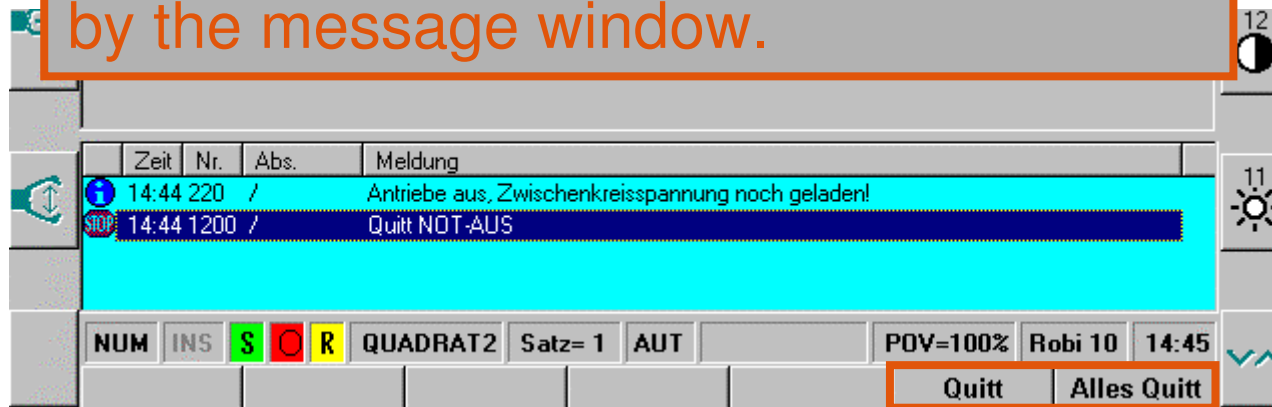 by the message window.
12
Zeit Nr. Abs. Meldung
14:44 220 / Antriebe aus, Zwischenkreisspannung noch geladen!
STOP 14:44 1200 / Quitt NOT-AUS
11
NUM INS S O R QUADRAT2 Satz= 1 AUT POV=100% Robi 10 14:45
Quitt Alles Quitt